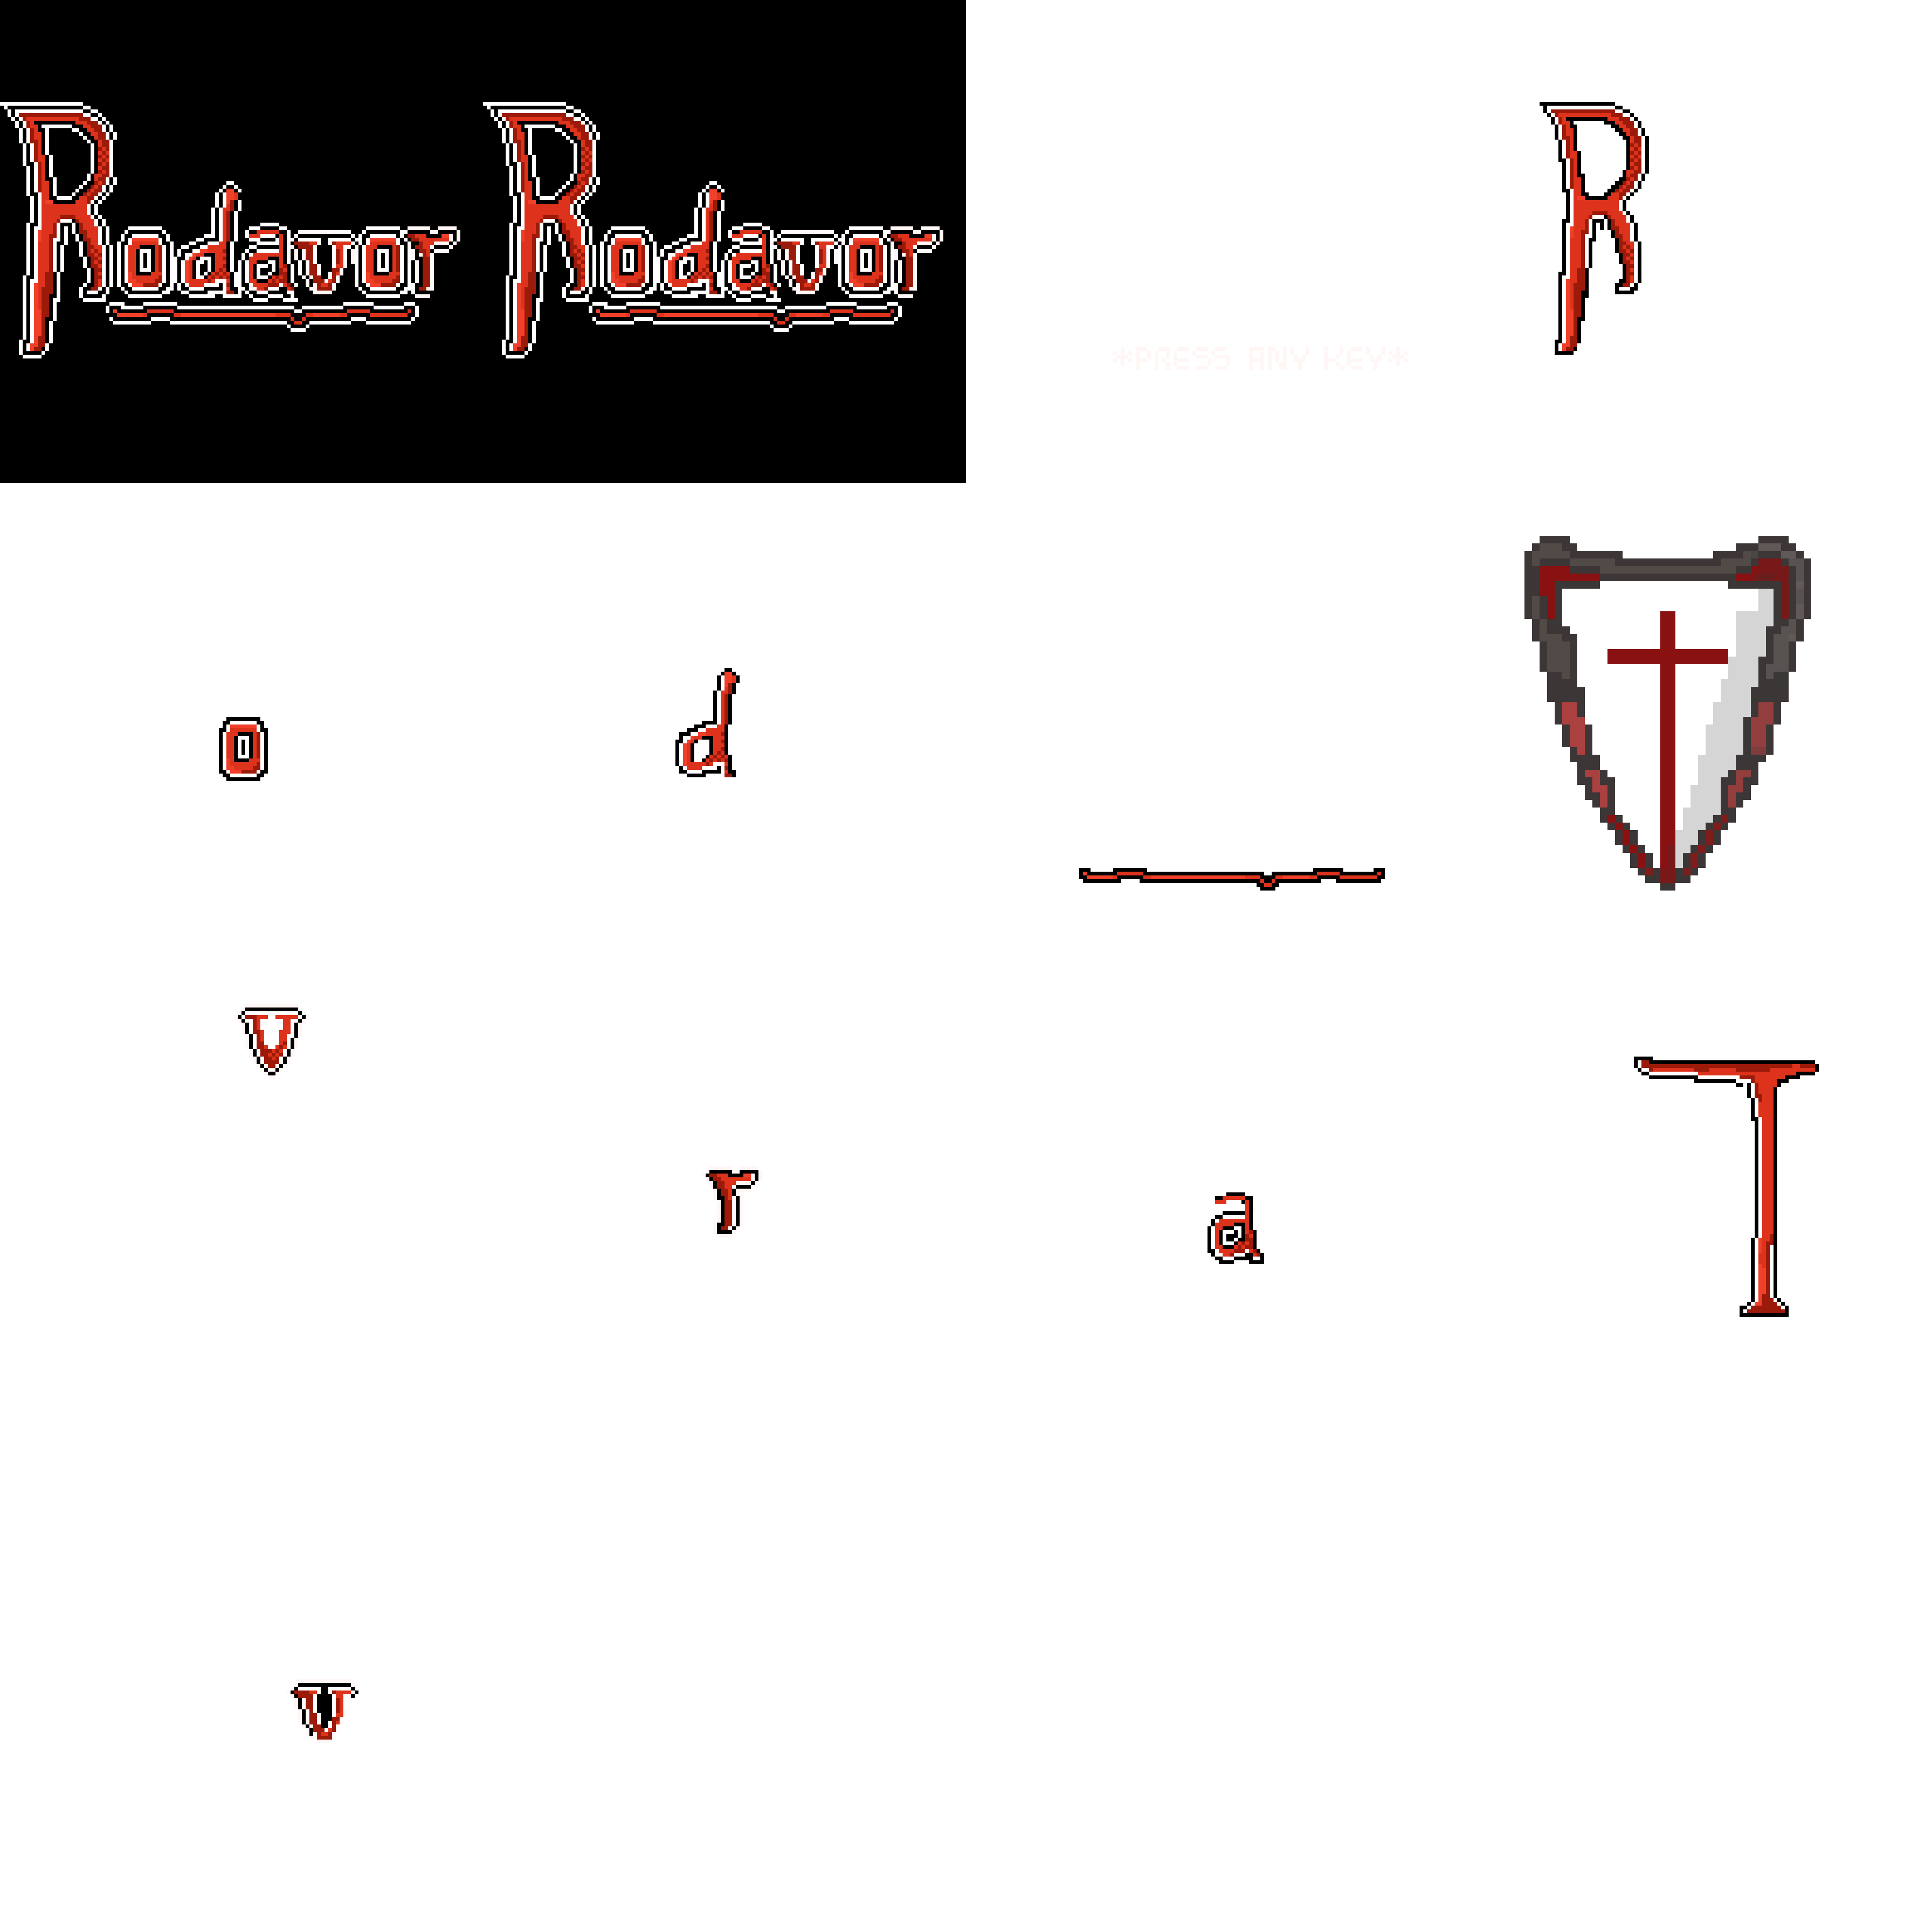 Rodavor Rodavor
*PRESS ANY KEY*
R
o
d
v
r
a
T
v